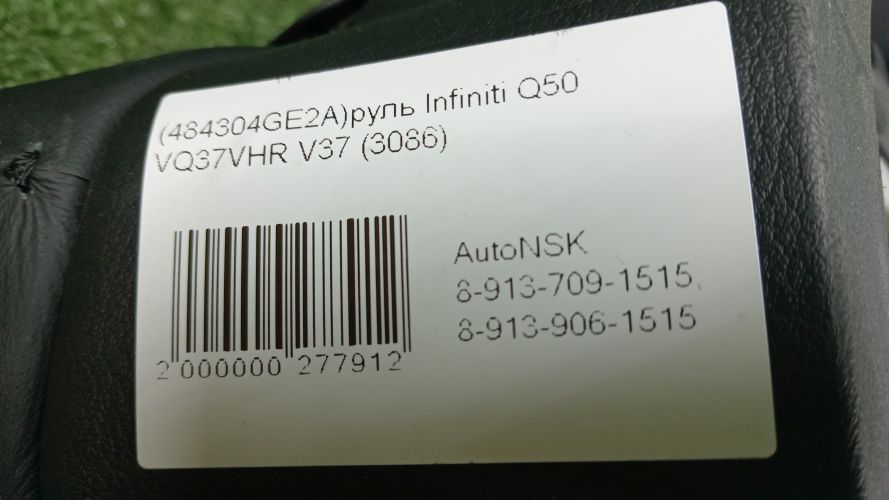 (484304GE2A)руль Infiniti Q50
VQ37VHR V37 (3086)
AutoNSK
8-913-709-1515,
8-913-906-1515
2 000000 277912